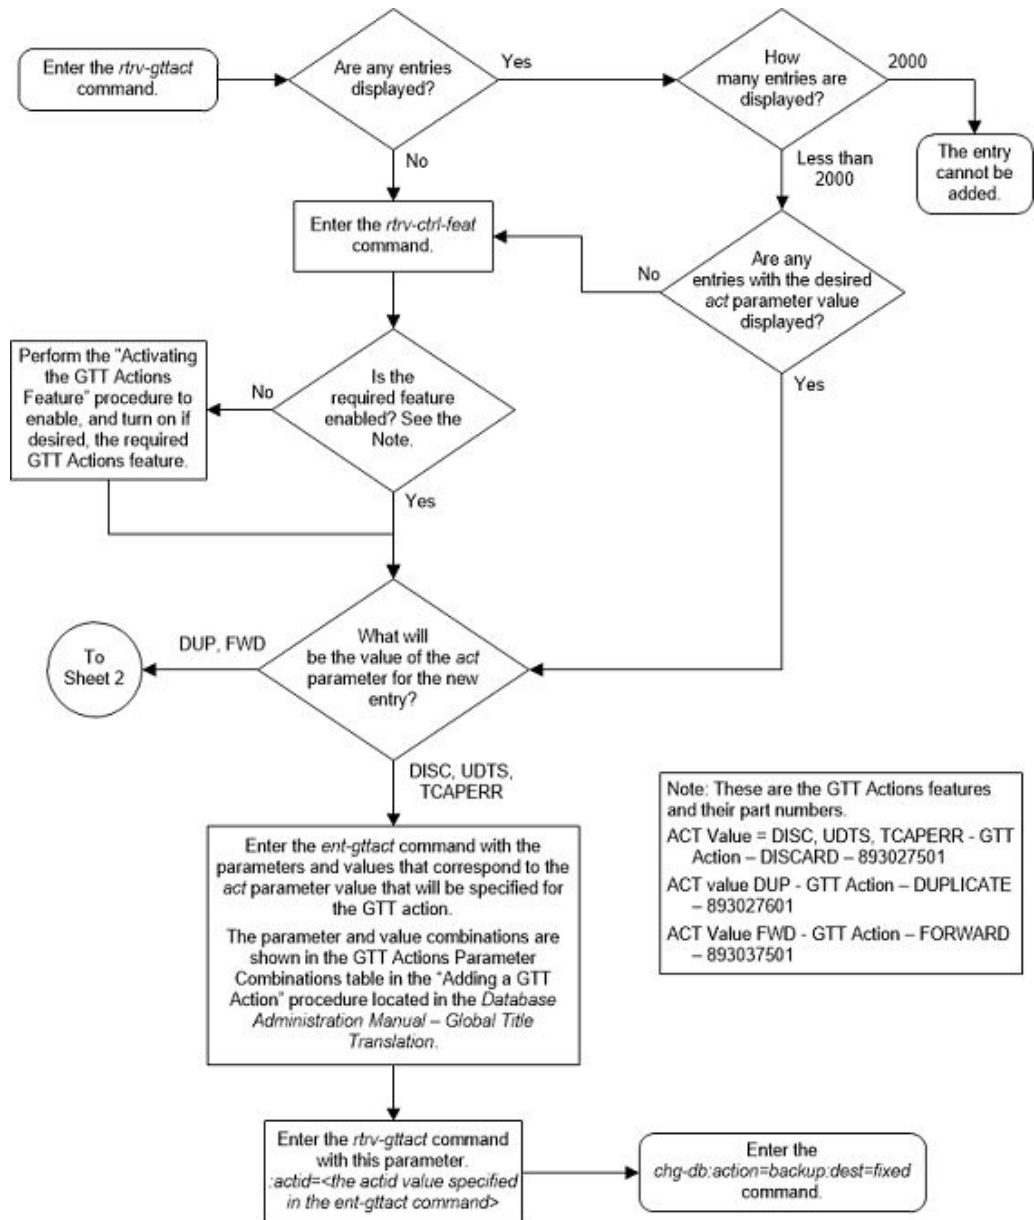 Enter the rtrv-gttact
command.
Are any entries
displayed?
Yes
How
many entries are
displayed?
2000
The entry
cannot be
added.
No
Less than
2000
Enter the rtrv-ctrl-feat
command.
No
Are any
entries with the desired
act parameter value
displayed?
Yes
Perform the "Activating
the GTT Actions
Feature" procedure to
enable, and turn on if
desired, the required
GTT Actions feature.
No
Is the
required feature
enabled? See the
Note.
Yes
To
Sheet 2
DUP, FWD
What will
be the value of the act
parameter for the new
entry?
DISC, UDTS,
TCAPERR
Note: These are the GTT Actions features
and their part numbers.
ACT Value = DISC, UDTS, TCAPERR - GTT
Action – DISCARD – 893027501
ACT value DUP - GTT Action – DUPLICATE
– 893027601
ACT Value FWD - GTT Action – FORWARD
– 893037501
Enter the ent-gttact command with the
parameters and values that correspond to the
act parameter value that will be specified for
the GTT action.
The parameter and value combinations are
shown in the GTT Actions Parameter
Combinations table in the “Adding a GTT
Action” procedure located in the Database
Administration Manual – Global Title
Translation.
Enter the rtrv-gttact command
with this parameter.
:actid=<the actid value specified
in the ent-gttact command>
Enter the
chg-db:action=backup:dest=fixed
command.